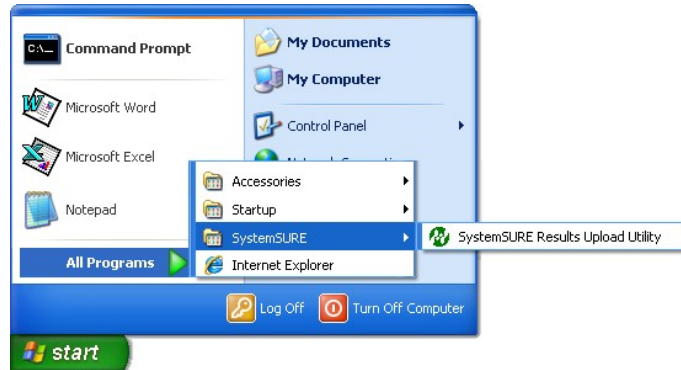 C:\_ Command Prompt
My Documents
My Computer
Microsoft Word
Control Panel
Microsoft Excel
Accessories
Notepad
Startup
SystemSURE
SystemSURE Results Upload Utility
All Programs
Internet Explorer
Log Off
Turn Off Computer
start